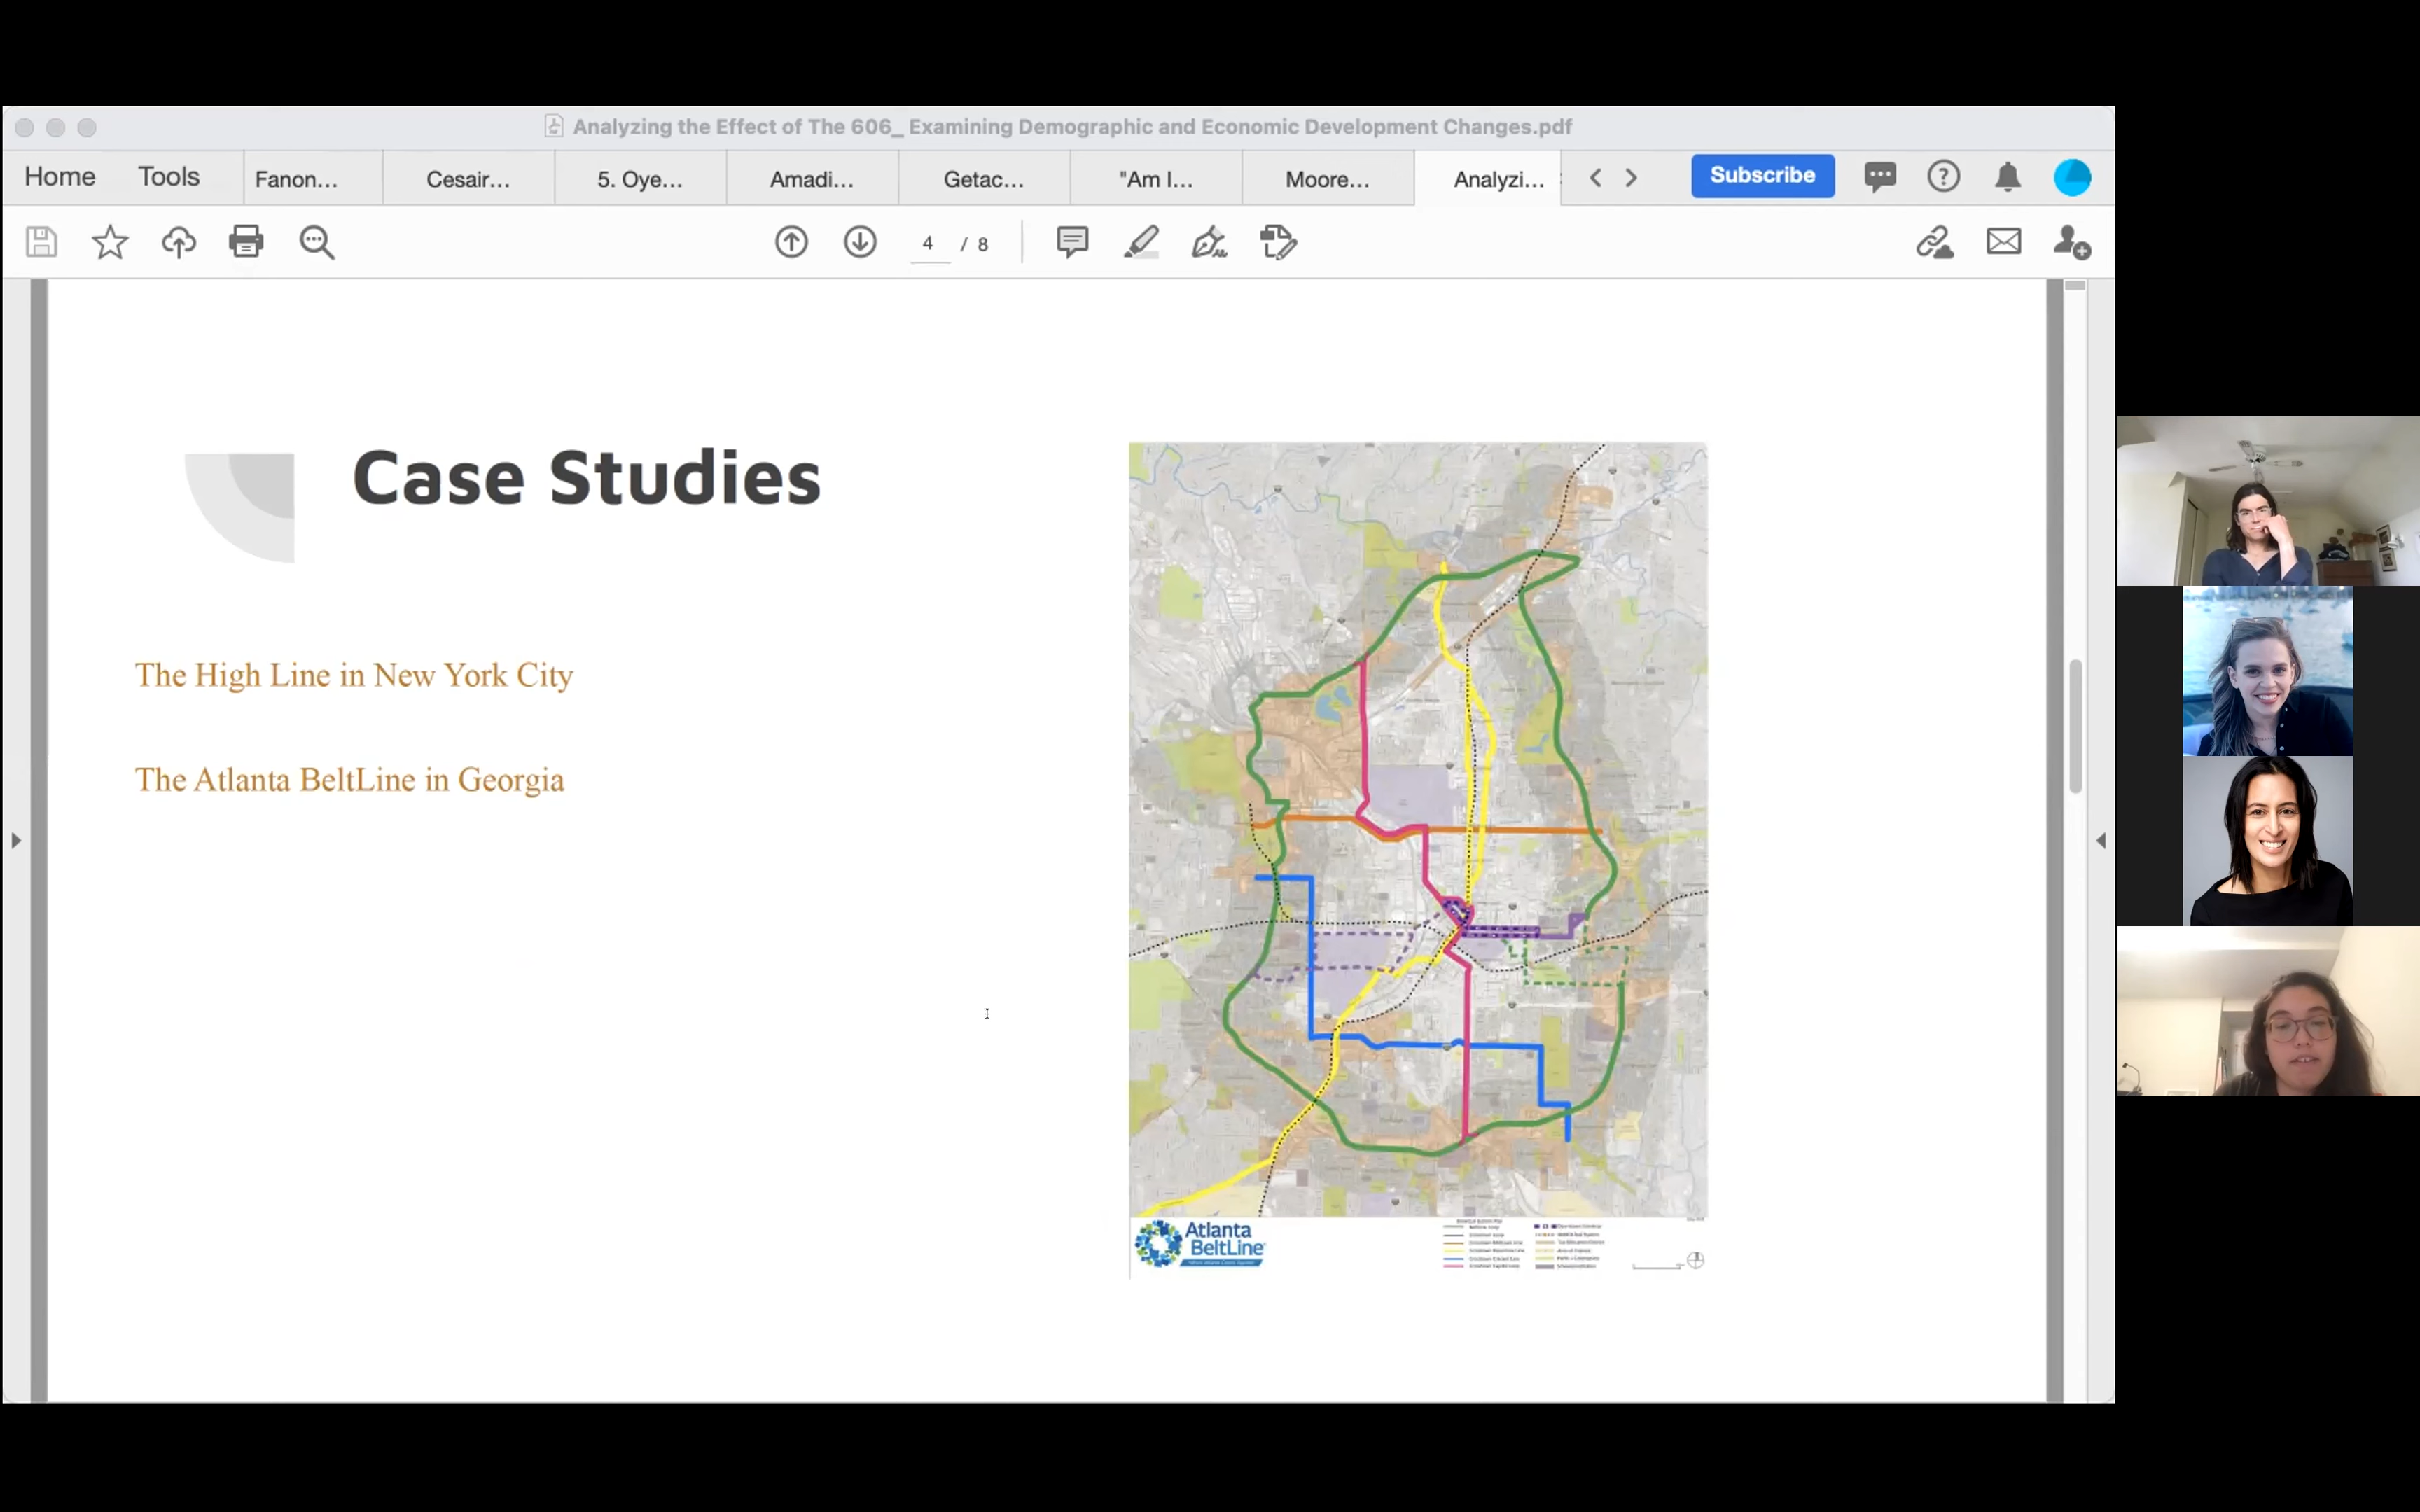 Analyzing the Effect of The 606_ Examining Demographic and Economic Development Changes.pdf
Home Tools Fanon... Cesair... 5. Oye... Amadi... Getac... "Am I... Moore... Analyzi... Subscribe
4 / 8
Case Studies
The High Line in New York City
The Atlanta BeltLine in Georgia
Atlanta
BeltLine